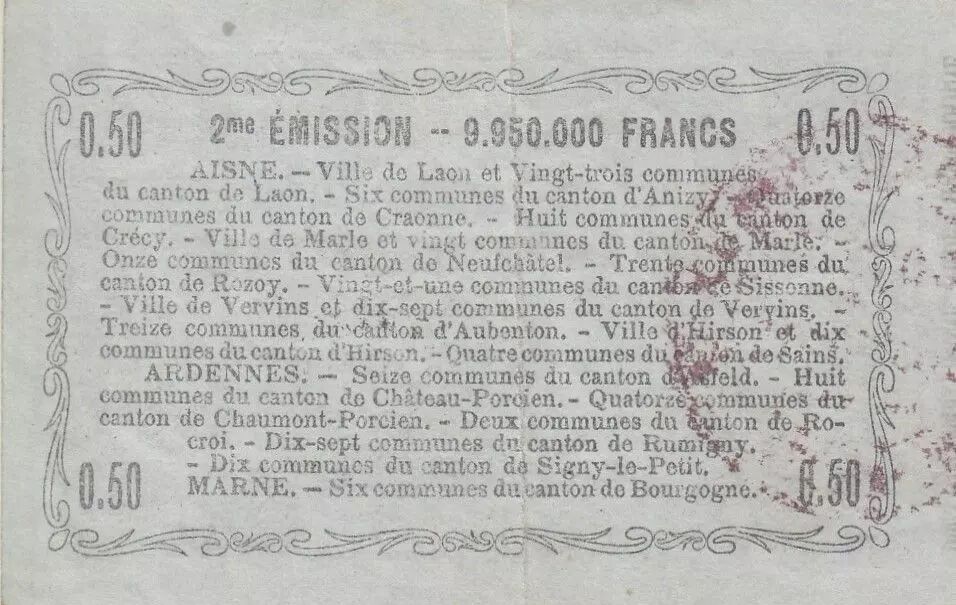 0.50 2me ÉMISSION -- 9.950.000 FRANCS 0.50
AISNE. — Ville de Laon et Vingt-trois communes
du canton de Laon. - Six communes du canton d'Anizy. - Quatorze
communes du canton de Craonne. - Huit communes du canton de
Crécy. - Ville de Marle et vingt communes du canton de Marle. -
Onze communes du canton de Neufchâtel. - Trente communes du
canton de Rozoy. - Vingt-et-une communes du canton de Sissonne.
- Ville de Vervins et dix-sept communes du canton de Vervins. -
Treize communes du canton d'Aubenton. - Ville d'Hirson et dix
communes du canton d'Hirson. - Quatre communes du canton de Sains.
ARDENNES. — Seize communes du canton d'Asfeld. - Huit
communes du canton de Château-Porcien. - Quatorze communes du
canton de Chaumont-Porcien. - Deux communes du canton de Ro-
croi. - Dix-sept communes du canton de Rumigny.
- Dix communes du canton de Signy-le-Petit.
0.50 MARNE. — Six communes du canton de Bourgogne. 0.50